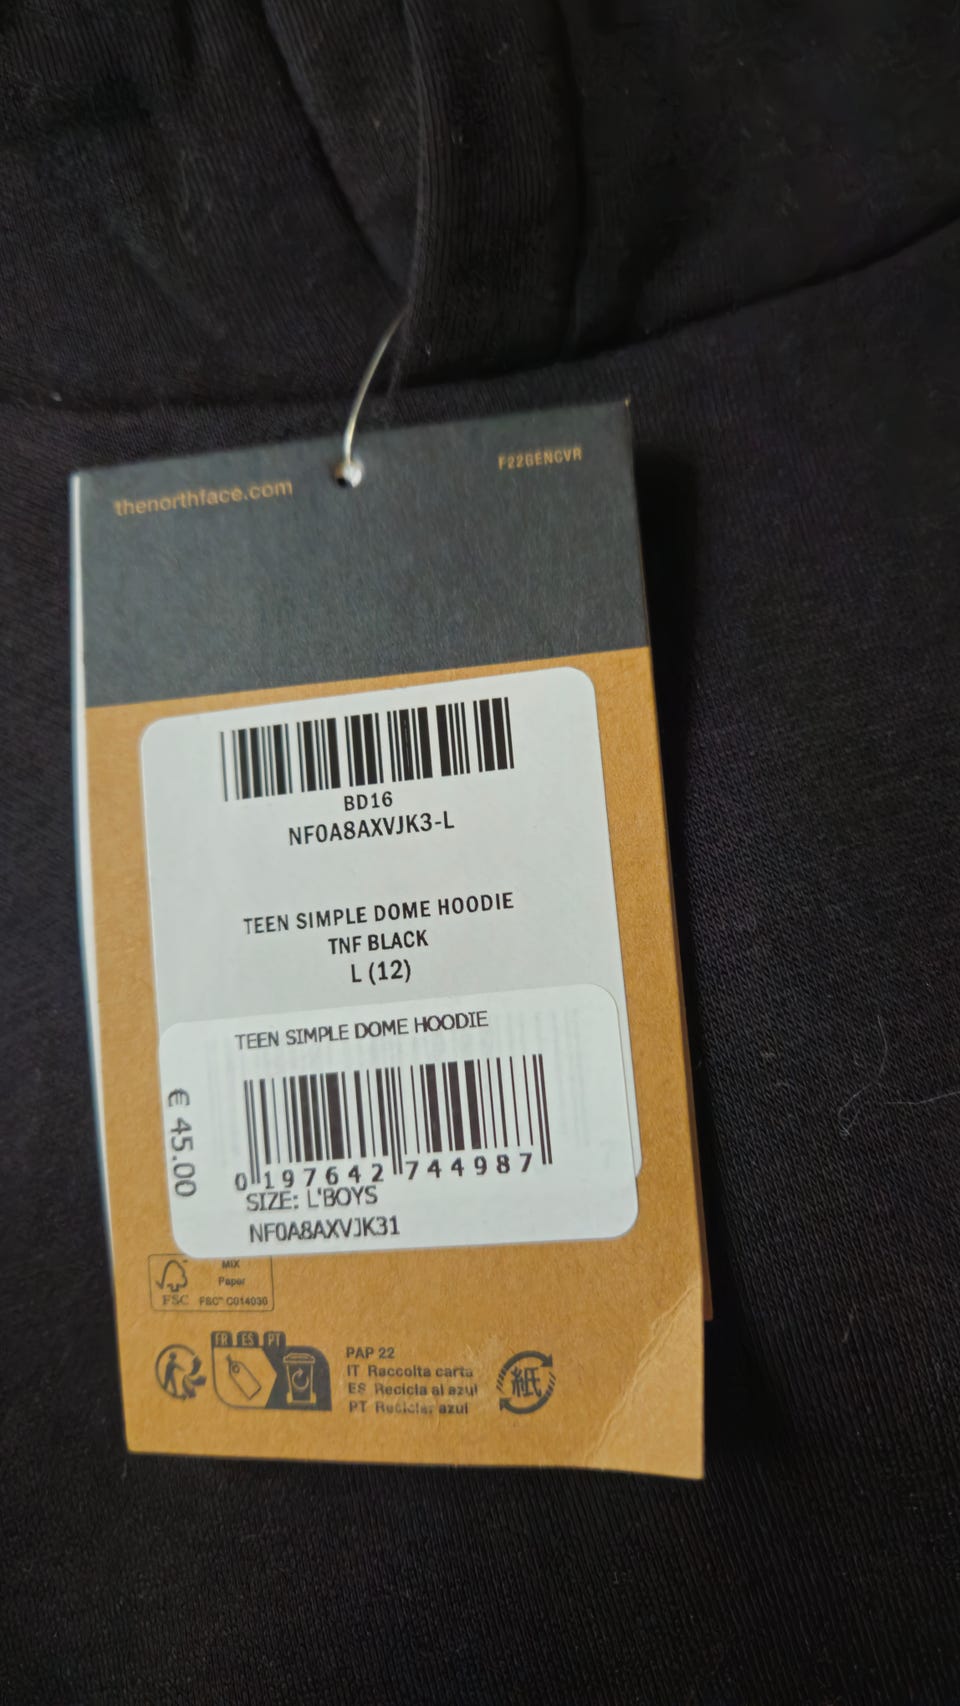 thenorthface.com
F22GENCVR
BD16
NF0A8AXVJK3-L
TEEN SIMPLE DOME HOODIE
TNF BLACK
L (12)
TEEN SIMPLE DOME HOODIE
€ 45.00
0 197642 744987
SIZE: L'BOYS
NF0A8AXVJK31
MIX
Paper
FSC
FSC™ C014036
FR ES PT
PAP 22
IT Raccolta carta
ES Recicla al azul
PT Reciclar azul
紙